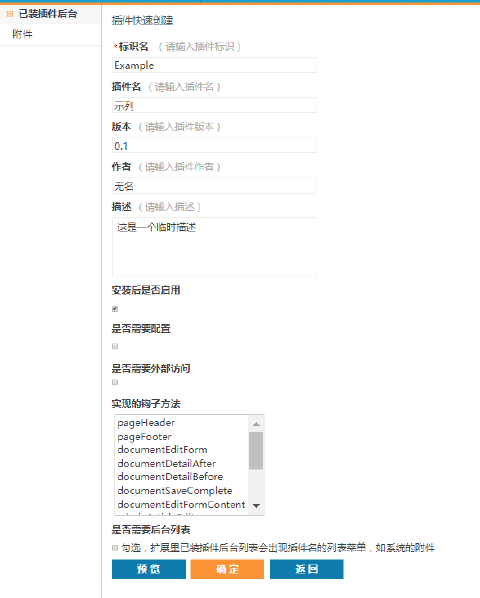 已装插件后台
附件
插件快速创建
*标识名 （请输入插件标识）
Example
插件名（请输入插件名）
示列
版本（请输入插件版本）
0.1
作者（请输入插件作者）
无名
描述（请输入描述）
这是一个临时描述
安装后是否启用
是否需要配置
是否需要外部访问
实现的钩子方法
pageHeader
pageFooter
documentEditForm
documentDetailAfter
documentDetailBefore
documentSaveComplete
documentEditFormContent
是否需要后台列表
勾选，扩展里已装插件后台列表会出现插件名的列表菜单，如系统的附件
预 览 确 定 返 回